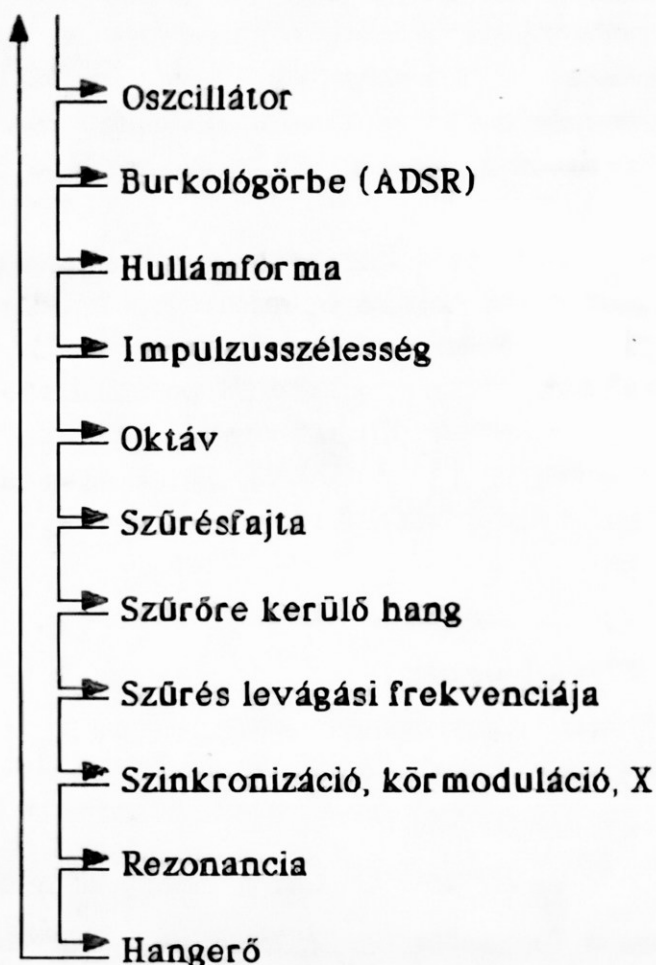 Oszcillátor
Burkológörbe (ADSR)
Hullámforma
Impulzusszélesség
Oktáv
Szűrésfajta
Szűrőre kerülő hang
Szűrés levágási frekvenciája
Szinkronizáció, körmoduláció, X
Rezonancia
Hangerő